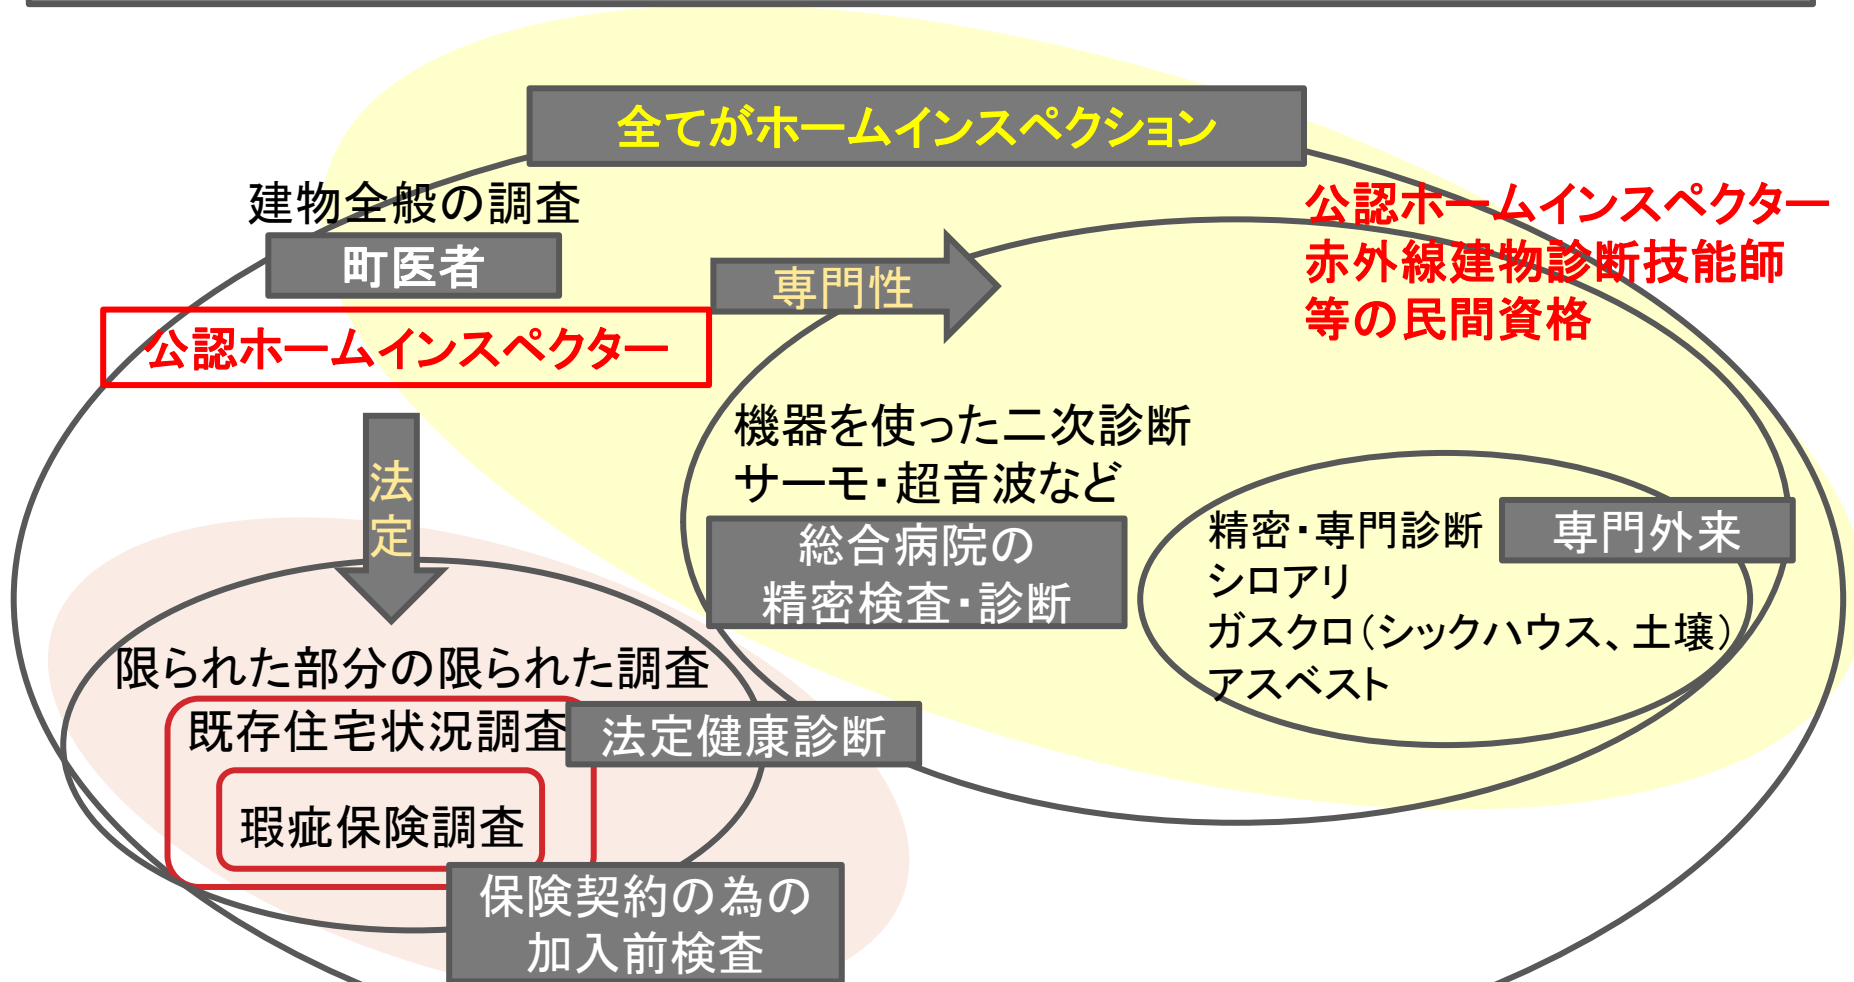 全てがホームインスペクション
建物全般の調査
町医者
公認ホームインスペクター
専門性
公認ホームインスペクター
赤外線建物診断技能師
等の民間資格
法定
機器を使った二次診断
サーモ・超音波など
総合病院の
精密検査・診断
精密・専門診断
専門外来
シロアリ
ガスクロ（シックハウス、土壌）
アスベスト
限られた部分の限られた調査
既存住宅状況調査
法定健康診断
瑕疵保険調査
保険契約の為の
加入前検査